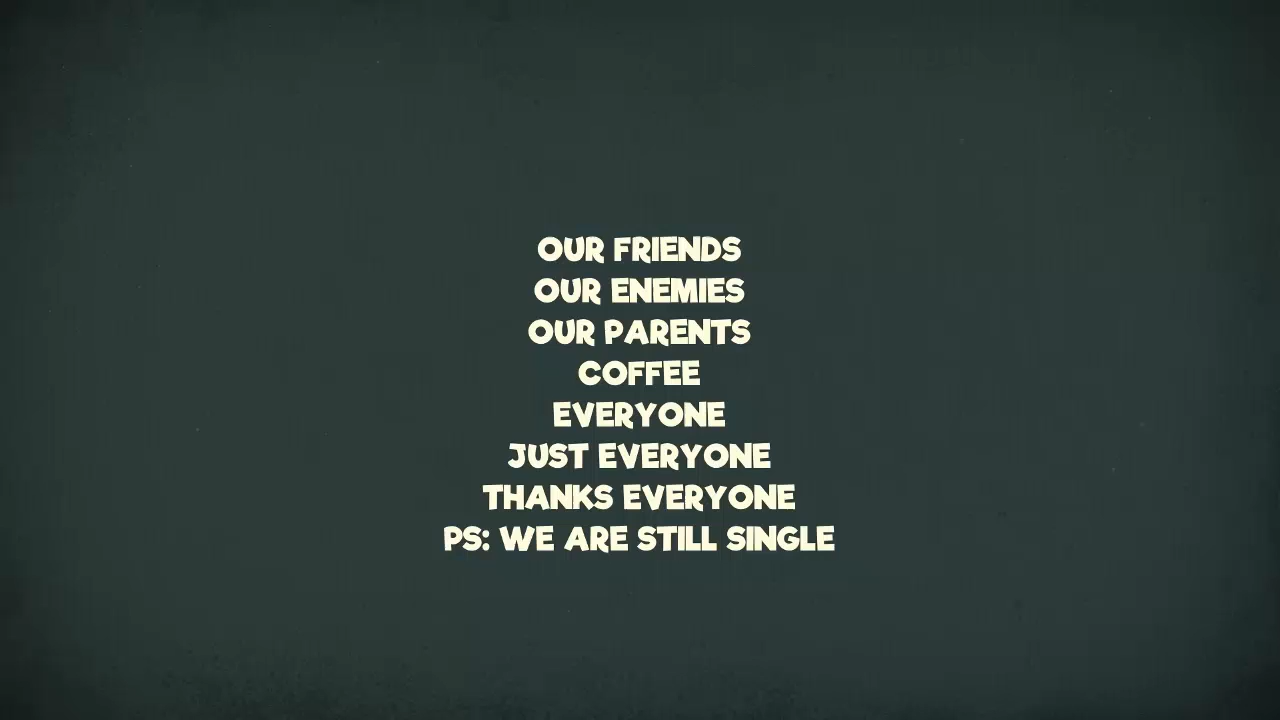 OUR FRIENDS
OUR ENEMIES
OUR PARENTS
COFFEE
EVERYONE
JUST EVERYONE
THANKS EVERYONE
PS: WE ARE STILL SINGLE